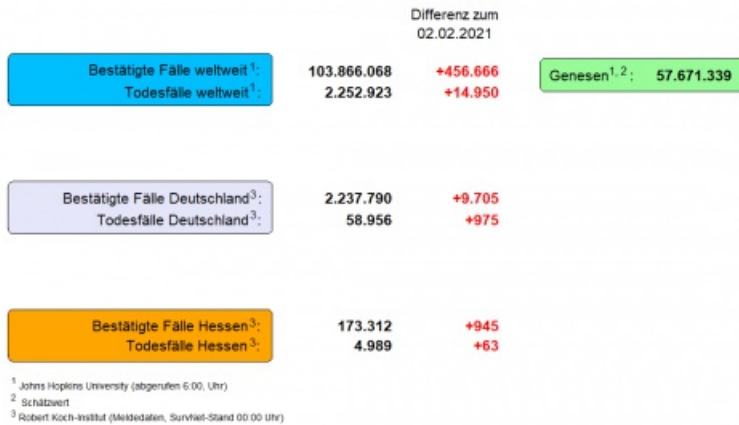 Differenz zum
02.02.2021
Bestätigte Fälle weltweit¹: 103.866.068 +456.666 Genesen¹,²: 57.671.339
Todesfälle weltweit¹: 2.252.923 +14.950
Bestätigte Fälle Deutschland³: 2.237.790 +9.705
Todesfälle Deutschland³: 58.956 +975
Bestätigte Fälle Hessen³: 173.312 +945
Todesfälle Hessen³: 4.989 +63
¹ Johns Hopkins University (abgerufen 6:00, Uhr)
² Schätzwert
³ Robert Koch-Institut (Meldedaten, SurvNet-Stand 00:00 Uhr)